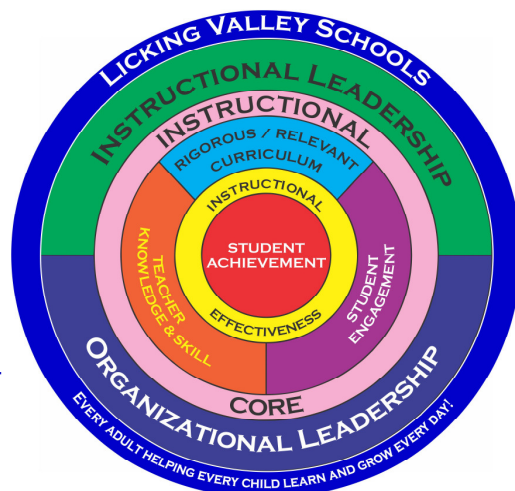 LICKING VALLEY SCHOOLS
INSTRUCTIONAL LEADERSHIP
INSTRUCTIONAL
RIGOROUS / RELEVANT
CURRICULUM
INSTRUCTIONAL
STUDENT
ACHIEVEMENT
EFFECTIVENESS
TEACHER
KNOWLEDGE & SKILL
STUDENT
ENGAGEMENT
CORE
ORGANIZATIONAL LEADERSHIP
EVERY ADULT HELPING EVERY CHILD LEARN AND GROW EVERY DAY!